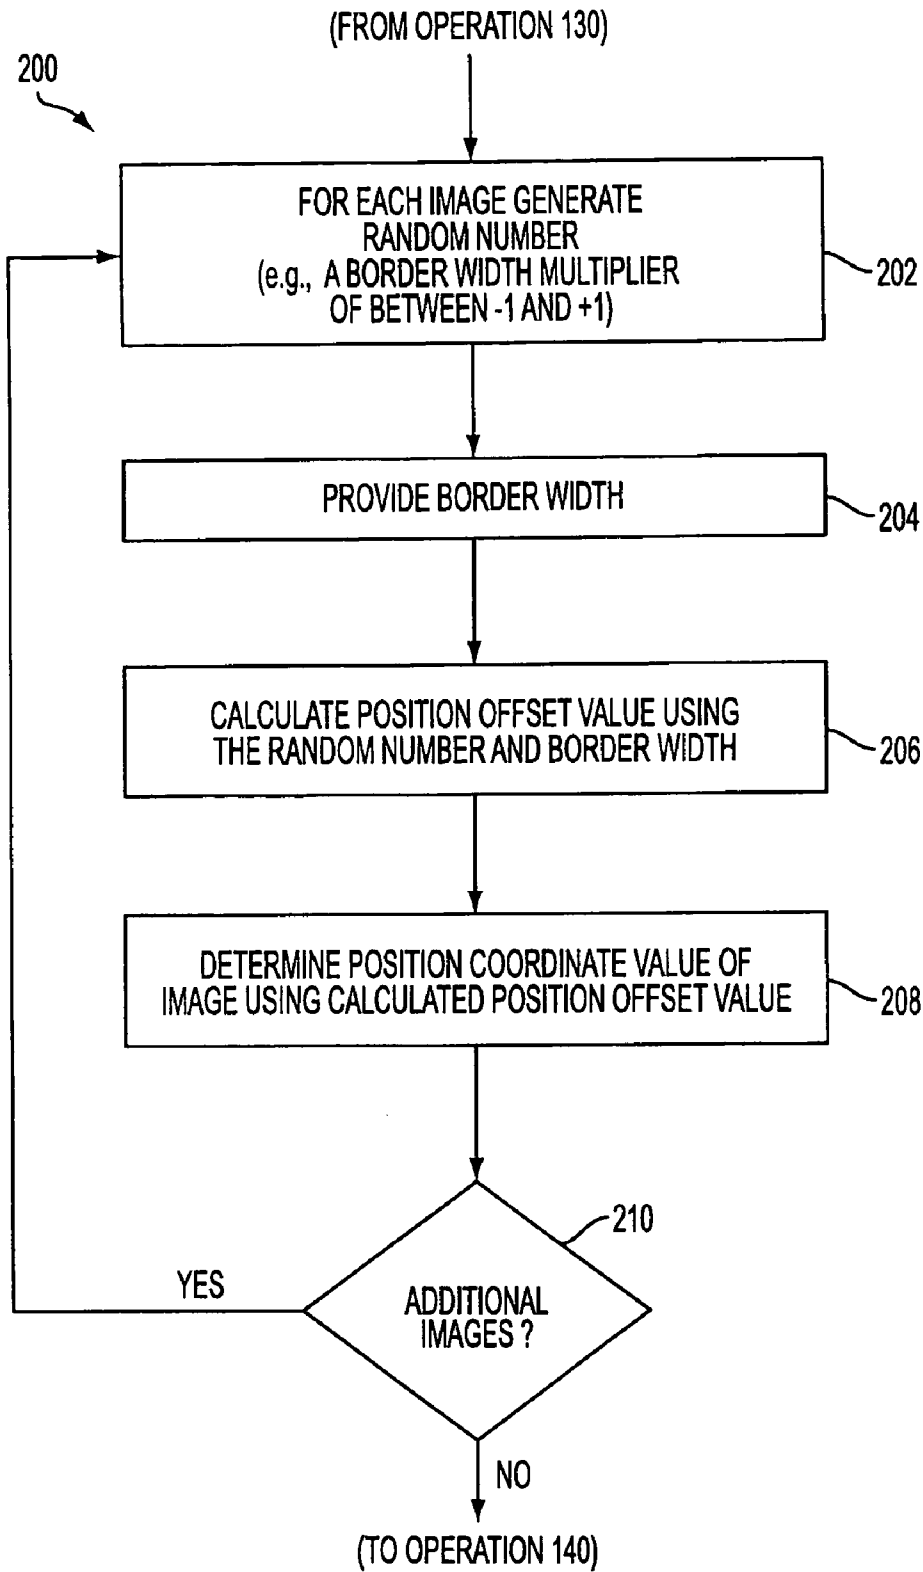 (FROM OPERATION 130)
200
FOR EACH IMAGE GENERATE
RANDOM NUMBER
(e.g., A BORDER WIDTH MULTIPLIER
OF BETWEEN -1 AND +1)
202
PROVIDE BORDER WIDTH
204
CALCULATE POSITION OFFSET VALUE USING
THE RANDOM NUMBER AND BORDER WIDTH
206
DETERMINE POSITION COORDINATE VALUE OF
IMAGE USING CALCULATED POSITION OFFSET VALUE
208
210
YES
ADDITIONAL
IMAGES ?
NO
(TO OPERATION 140)